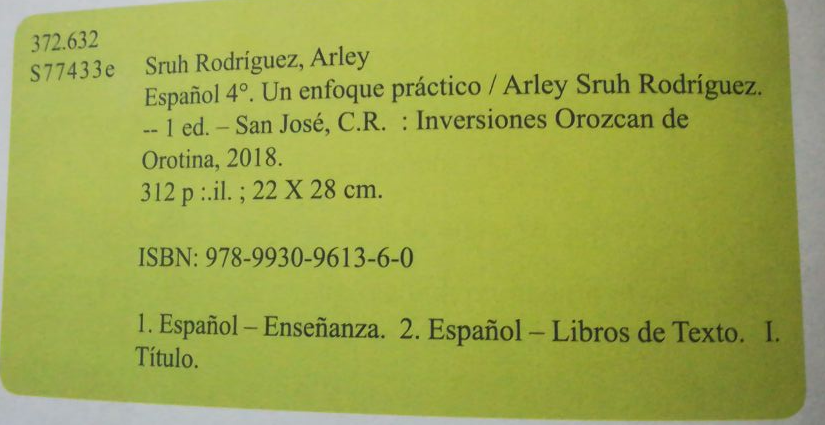 372.632
S77433e Sruh Rodríguez, Arley
Español 4°. Un enfoque práctico / Arley Sruh Rodríguez.
-- 1 ed. – San José, C.R. : Inversiones Orozcan de
Orotina, 2018.
312 p :.il. ; 22 X 28 cm.
ISBN: 978-9930-9613-6-0
1. Español – Enseñanza. 2. Español – Libros de Texto. I.
Título.